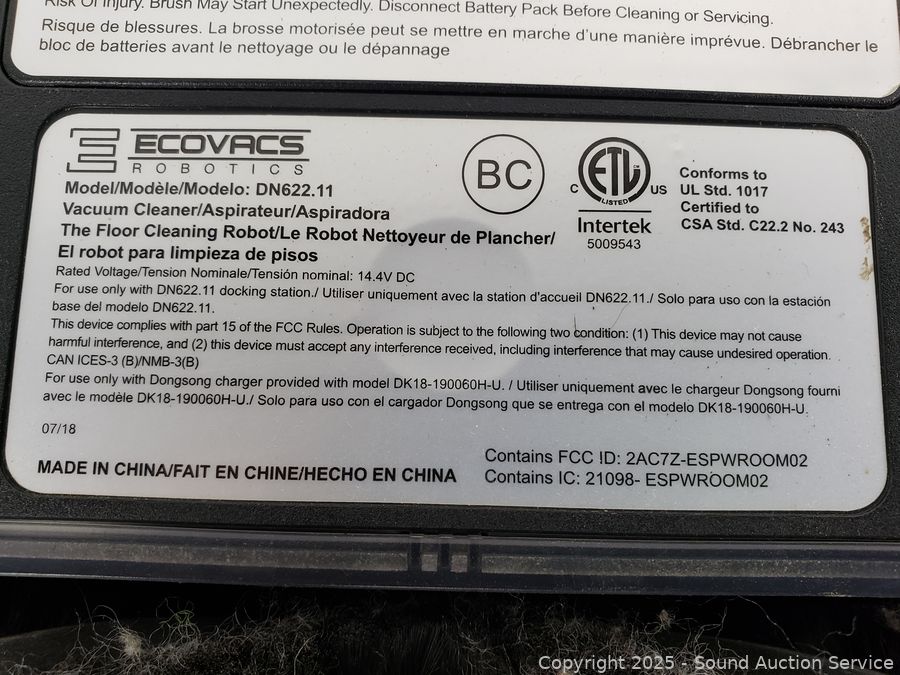 Risk Of Injury. Brush May Start Unexpectedly. Disconnect Battery Pack Before Cleaning or Servicing.
Risque de blessures. La brosse motorisée peut se mettre en marche d'une manière imprévue. Débrancher le
bloc de batteries avant le nettoyage ou le dépannage
ECOVACS
ROBOTICS
Model/Modèle/Modelo: DN622.11
Vacuum Cleaner/Aspirateur/Aspiradora
The Floor Cleaning Robot/Le Robot Nettoyeur de Plancher/
El robot para limpieza de pisos
BC
C ETL US
LISTED
Intertek
5009543
Conforms to
UL Std. 1017
Certified to
CSA Std. C22.2 No. 243
Rated Voltage/Tension Nominale/Tensión nominal: 14.4V DC
For use only with DN622.11 docking station./ Utiliser uniquement avec la station d'accueil DN622.11./ Solo para uso con la estación
base del modelo DN622.11.
This device complies with part 15 of the FCC Rules. Operation is subject to the following two condition: (1) This device may not cause
harmful interference, and (2) this device must accept any interference received, including interference that may cause undesired operation.
CAN ICES-3 (B)/NMB-3(B)
For use only with Dongsong charger provided with model DK18-190060H-U. / Utiliser uniquement avec le chargeur Dongsong fourni
avec le modèle DK18-190060H-U./ Solo para uso con el cargador Dongsong que se entrega con el modelo DK18-190060H-U.
07/18
MADE IN CHINA/FAIT EN CHINE/HECHO EN CHINA
Contains FCC ID: 2AC7Z-ESPWROOM02
Contains IC: 21098- ESPWROOM02
Copyright 2025 - Sound Auction Service